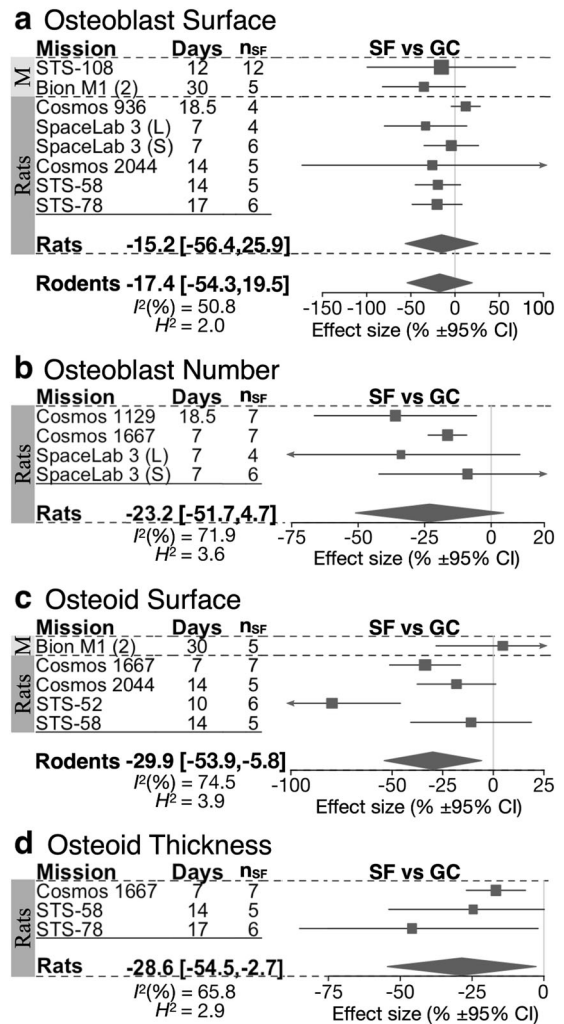 a Osteoblast Surface
Mission Days nSF SF vs GC
M
STS-108 12 12
Bion M1 (2) 30 5
Rats
Cosmos 936 18.5 4
SpaceLab 3 (L) 7 4
SpaceLab 3 (S) 7 6
Cosmos 2044 14 5
STS-58 14 5
STS-78 17 6
Rats -15.2 [-56.4,25.9]
Rodents -17.4 [-54.3,19.5]
I²(%) = 50.8
H² = 2.0
-150 -100 -50 0 50 100
Effect size (% ±95% CI)
b Osteoblast Number
Mission Days nSF SF vs GC
Rats
Cosmos 1129 18.5 7
Cosmos 1667 7 7
SpaceLab 3 (L) 7 4
SpaceLab 3 (S) 7 6
Rats -23.2 [-51.7,4.7]
I²(%) = 71.9
H² = 3.6
-75 -50 -25 0 20
Effect size (% ±95% CI)
c Osteoid Surface
Mission Days nSF SF vs GC
M
Bion M1 (2) 30 5
Rats
Cosmos 1667 7 7
Cosmos 2044 14 5
STS-52 10 6
STS-58 14 5
Rodents -29.9 [-53.9,-5.8]
I²(%) = 74.5
H² = 3.9
-100 -50 -25 0 25
Effect size (% ±95% CI)
d Osteoid Thickness
Mission Days nSF SF vs GC
Rats
Cosmos 1667 7 7
STS-58 14 5
STS-78 17 6
Rats -28.6 [-54.5,-2.7]
I²(%) = 65.8
H² = 2.9
-75 -50 -25 0
Effect size (% ±95% CI)